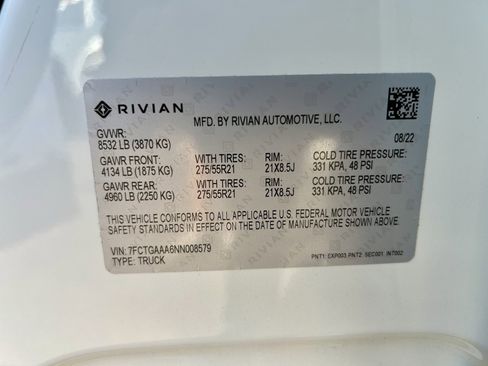 RIVIAN
MFD. BY RIVIAN AUTOMOTIVE, LLC.
GVWR:
8532 LB (3870 KG) 08/22
GAWR FRONT: WITH TIRES: RIM: COLD TIRE PRESSURE:
4134 LB (1875 KG) 275/55R21 21X8.5J 331 KPA, 48 PSI
GAWR REAR: WITH TIRES: RIM: COLD TIRE PRESSURE:
4960 LB (2250 KG) 275/55R21 21X8.5J 331 KPA, 48 PSI
THIS VEHICLE CONFORMS TO ALL APPLICABLE U.S. FEDERAL MOTOR VEHICLE
SAFETY STANDARDS IN EFFECT ON THE DATE OF MANUFACTURE SHOWN ABOVE.
VIN: 7FCTGAAA6NN008579
TYPE: TRUCK
PNT1: EXP003 PNT2: SEC001 INT002